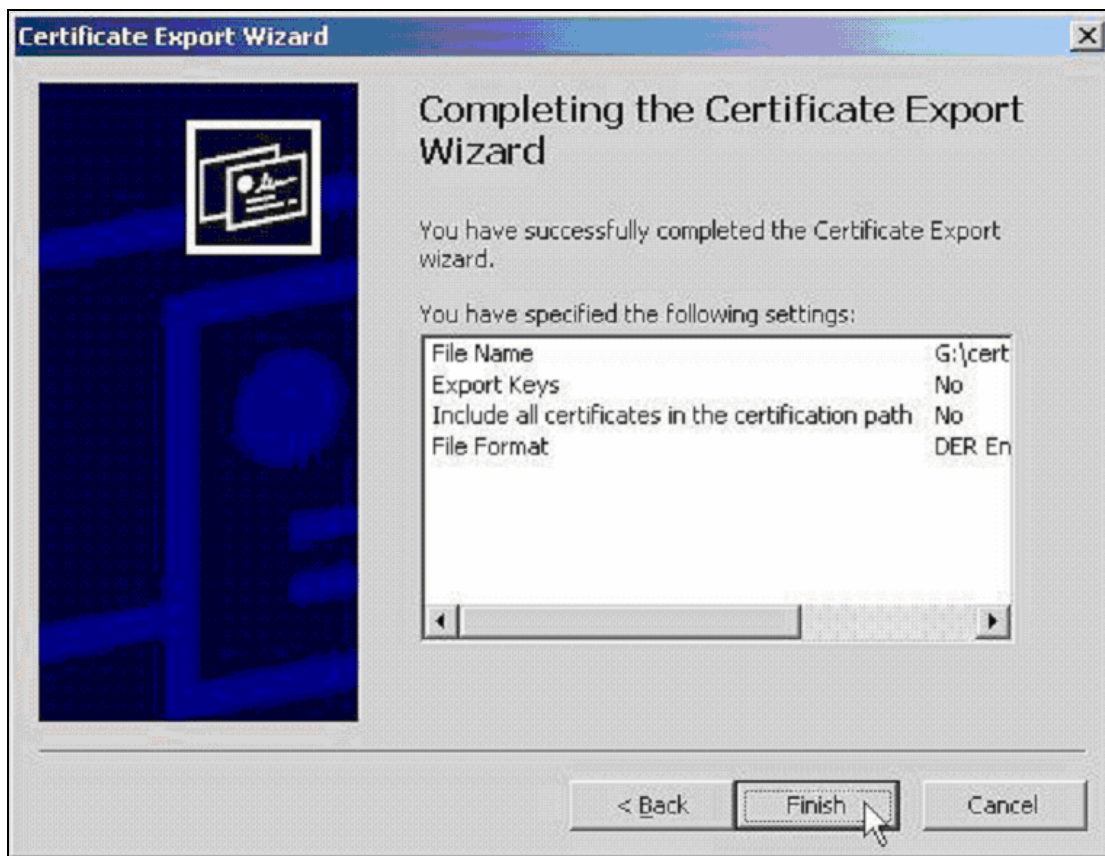 Certificate Export Wizard
Completing the Certificate Export
Wizard
You have successfully completed the Certificate Export
wizard.
You have specified the following settings:
File Name G:\cert
Export Keys No
Include all certificates in the certification path No
File Format DER En
< Back Finish Cancel